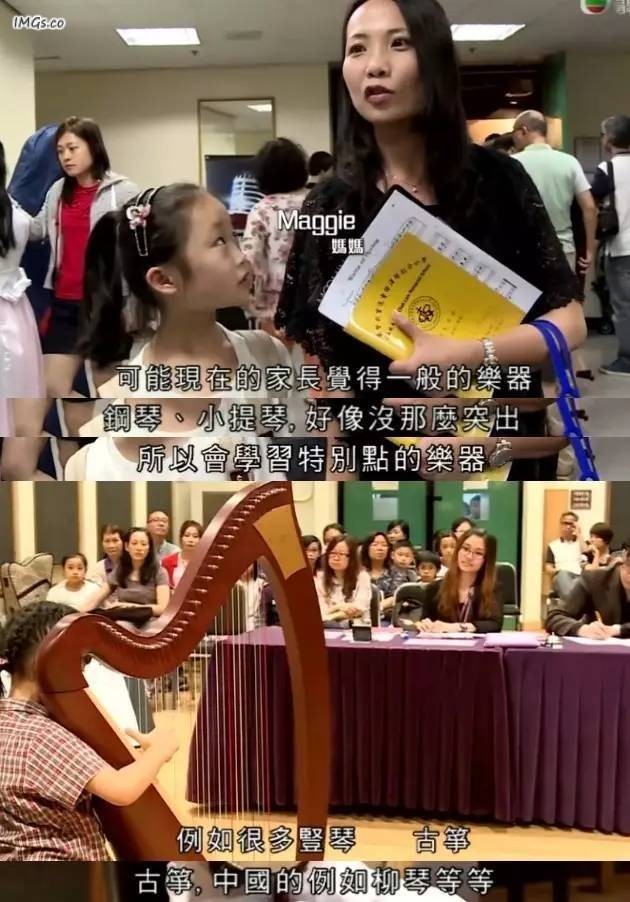 IMGs.co
Maggie
媽媽
可能現在的家長覺得一般的樂器
鋼琴、小提琴, 好像沒那麼突出
所以會學習特別點的樂器
例如很多豎琴 古箏
古箏, 中國的例如柳琴等等